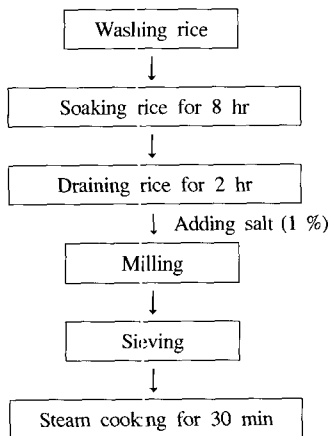 Washing rice
Soaking rice for 8 hr
Draining rice for 2 hr
Adding salt (1 %)
Milling
Sieving
Steam cooking for 30 min